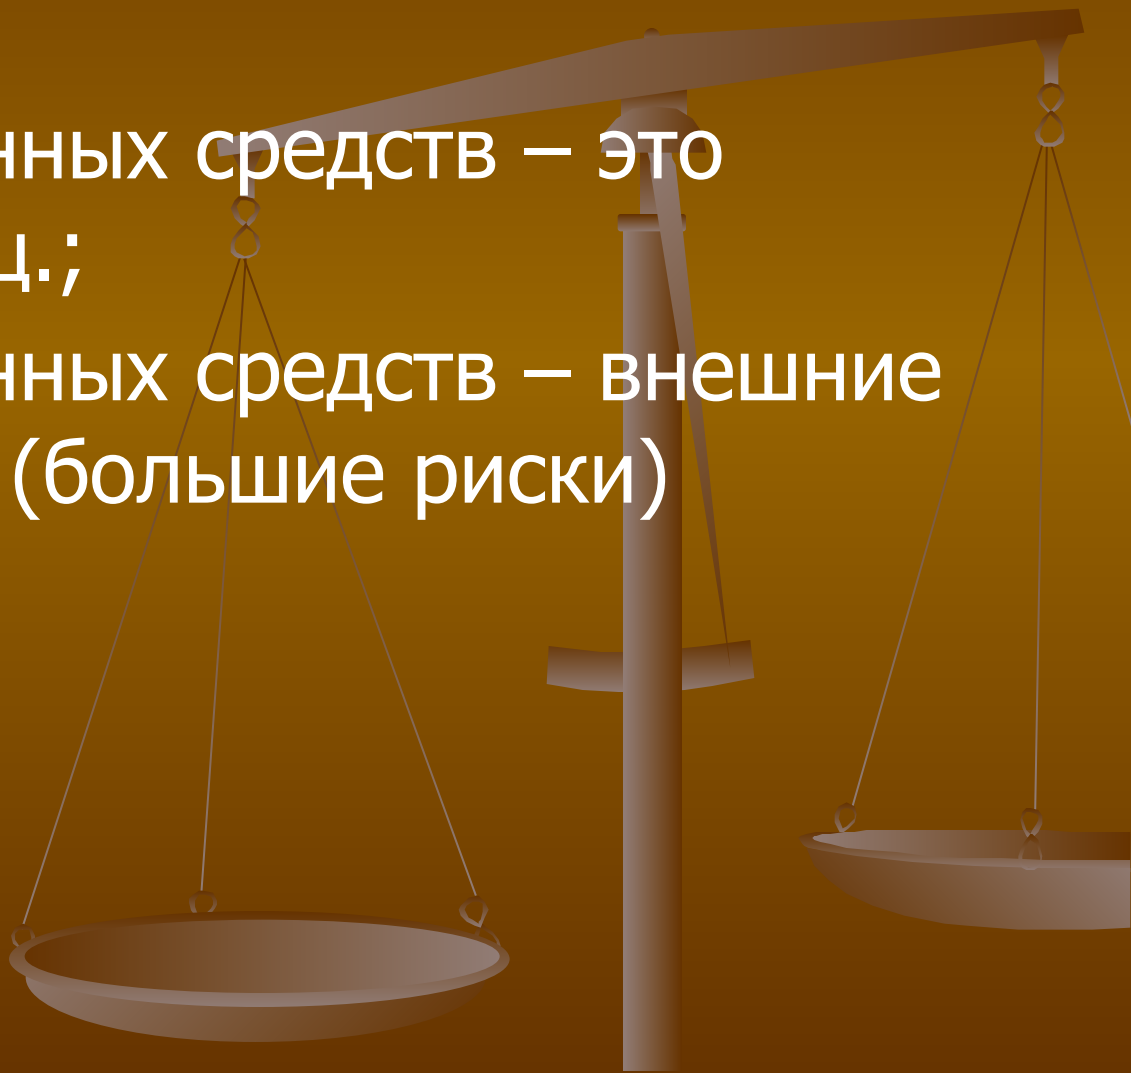 нных средств – это
ц.;
нных средств – внешние
(большие риски)